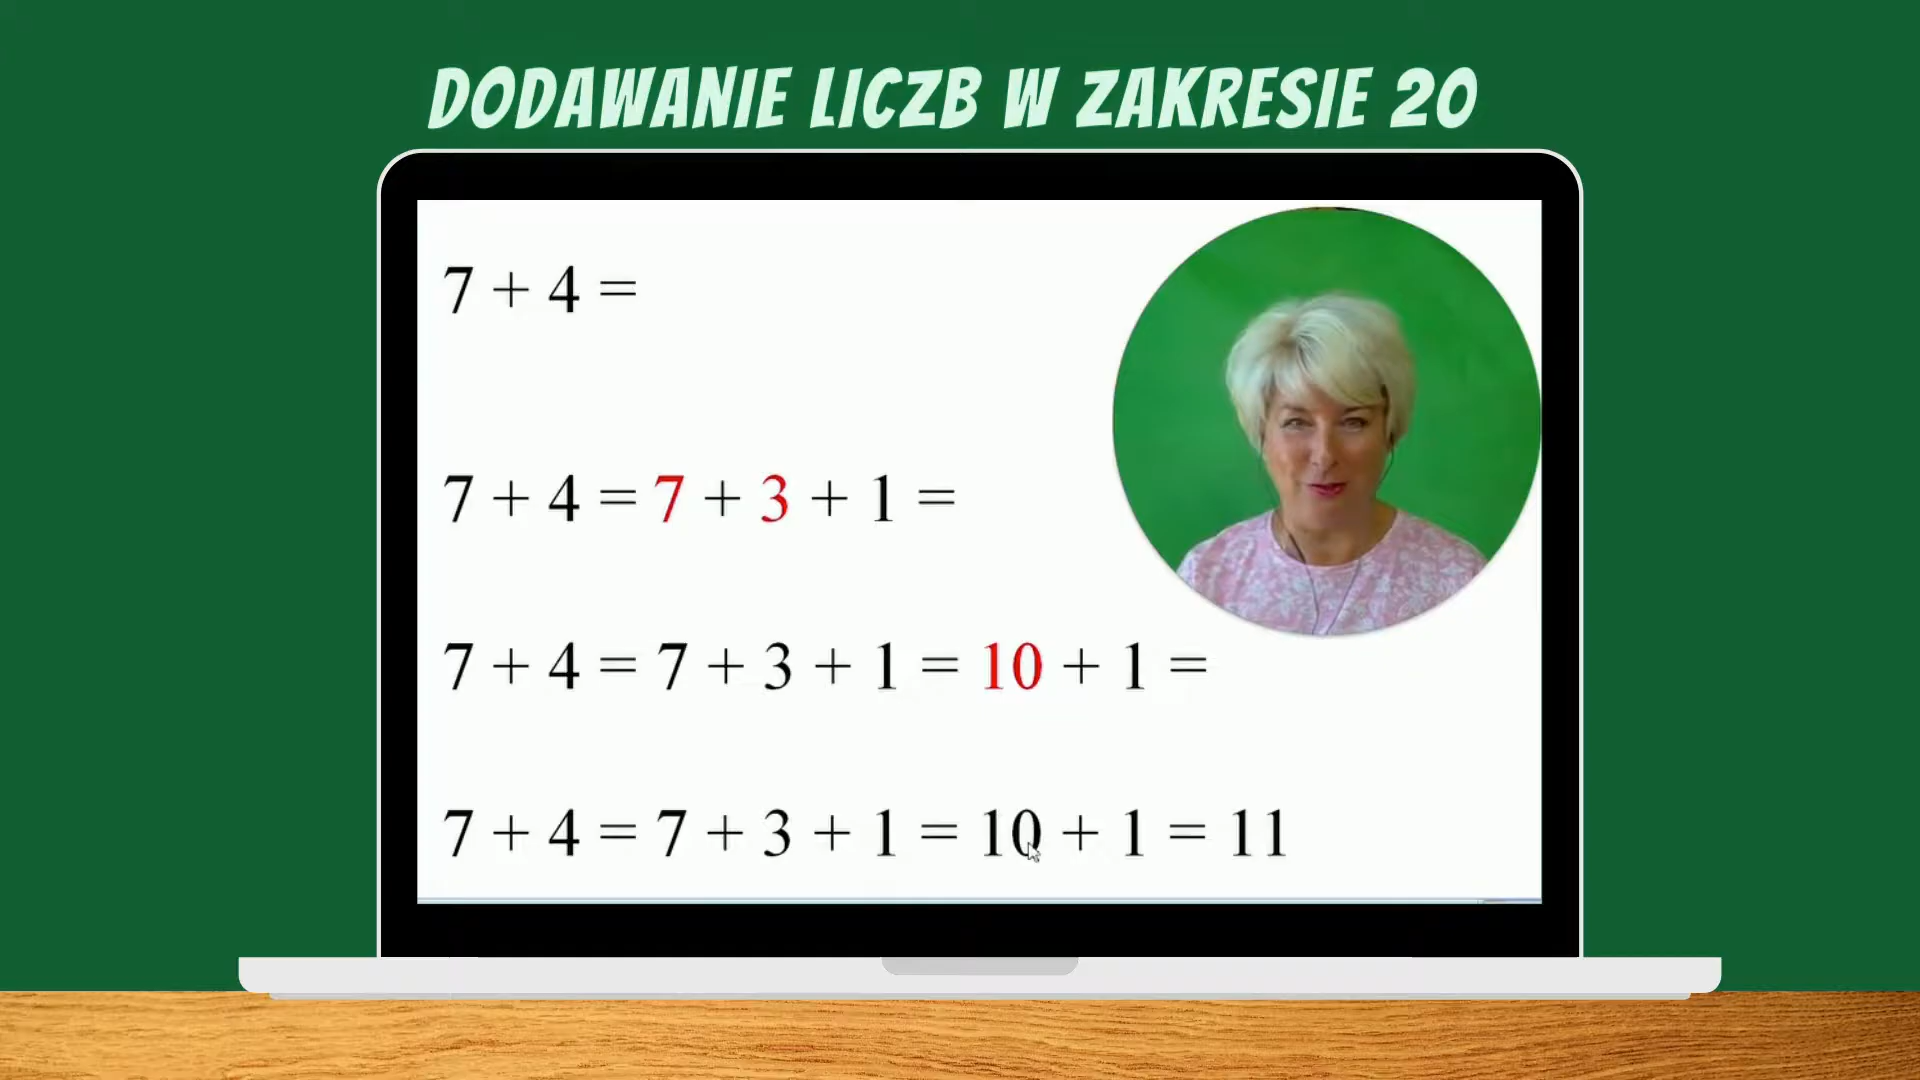 DODAWANIE LICZB W ZAKRESIE 20
7 + 4 =
7 + 4 = 7 + 3 + 1 =
7 + 4 = 7 + 3 + 1 = 10 + 1 =
7 + 4 = 7 + 3 + 1 = 10 + 1 = 11